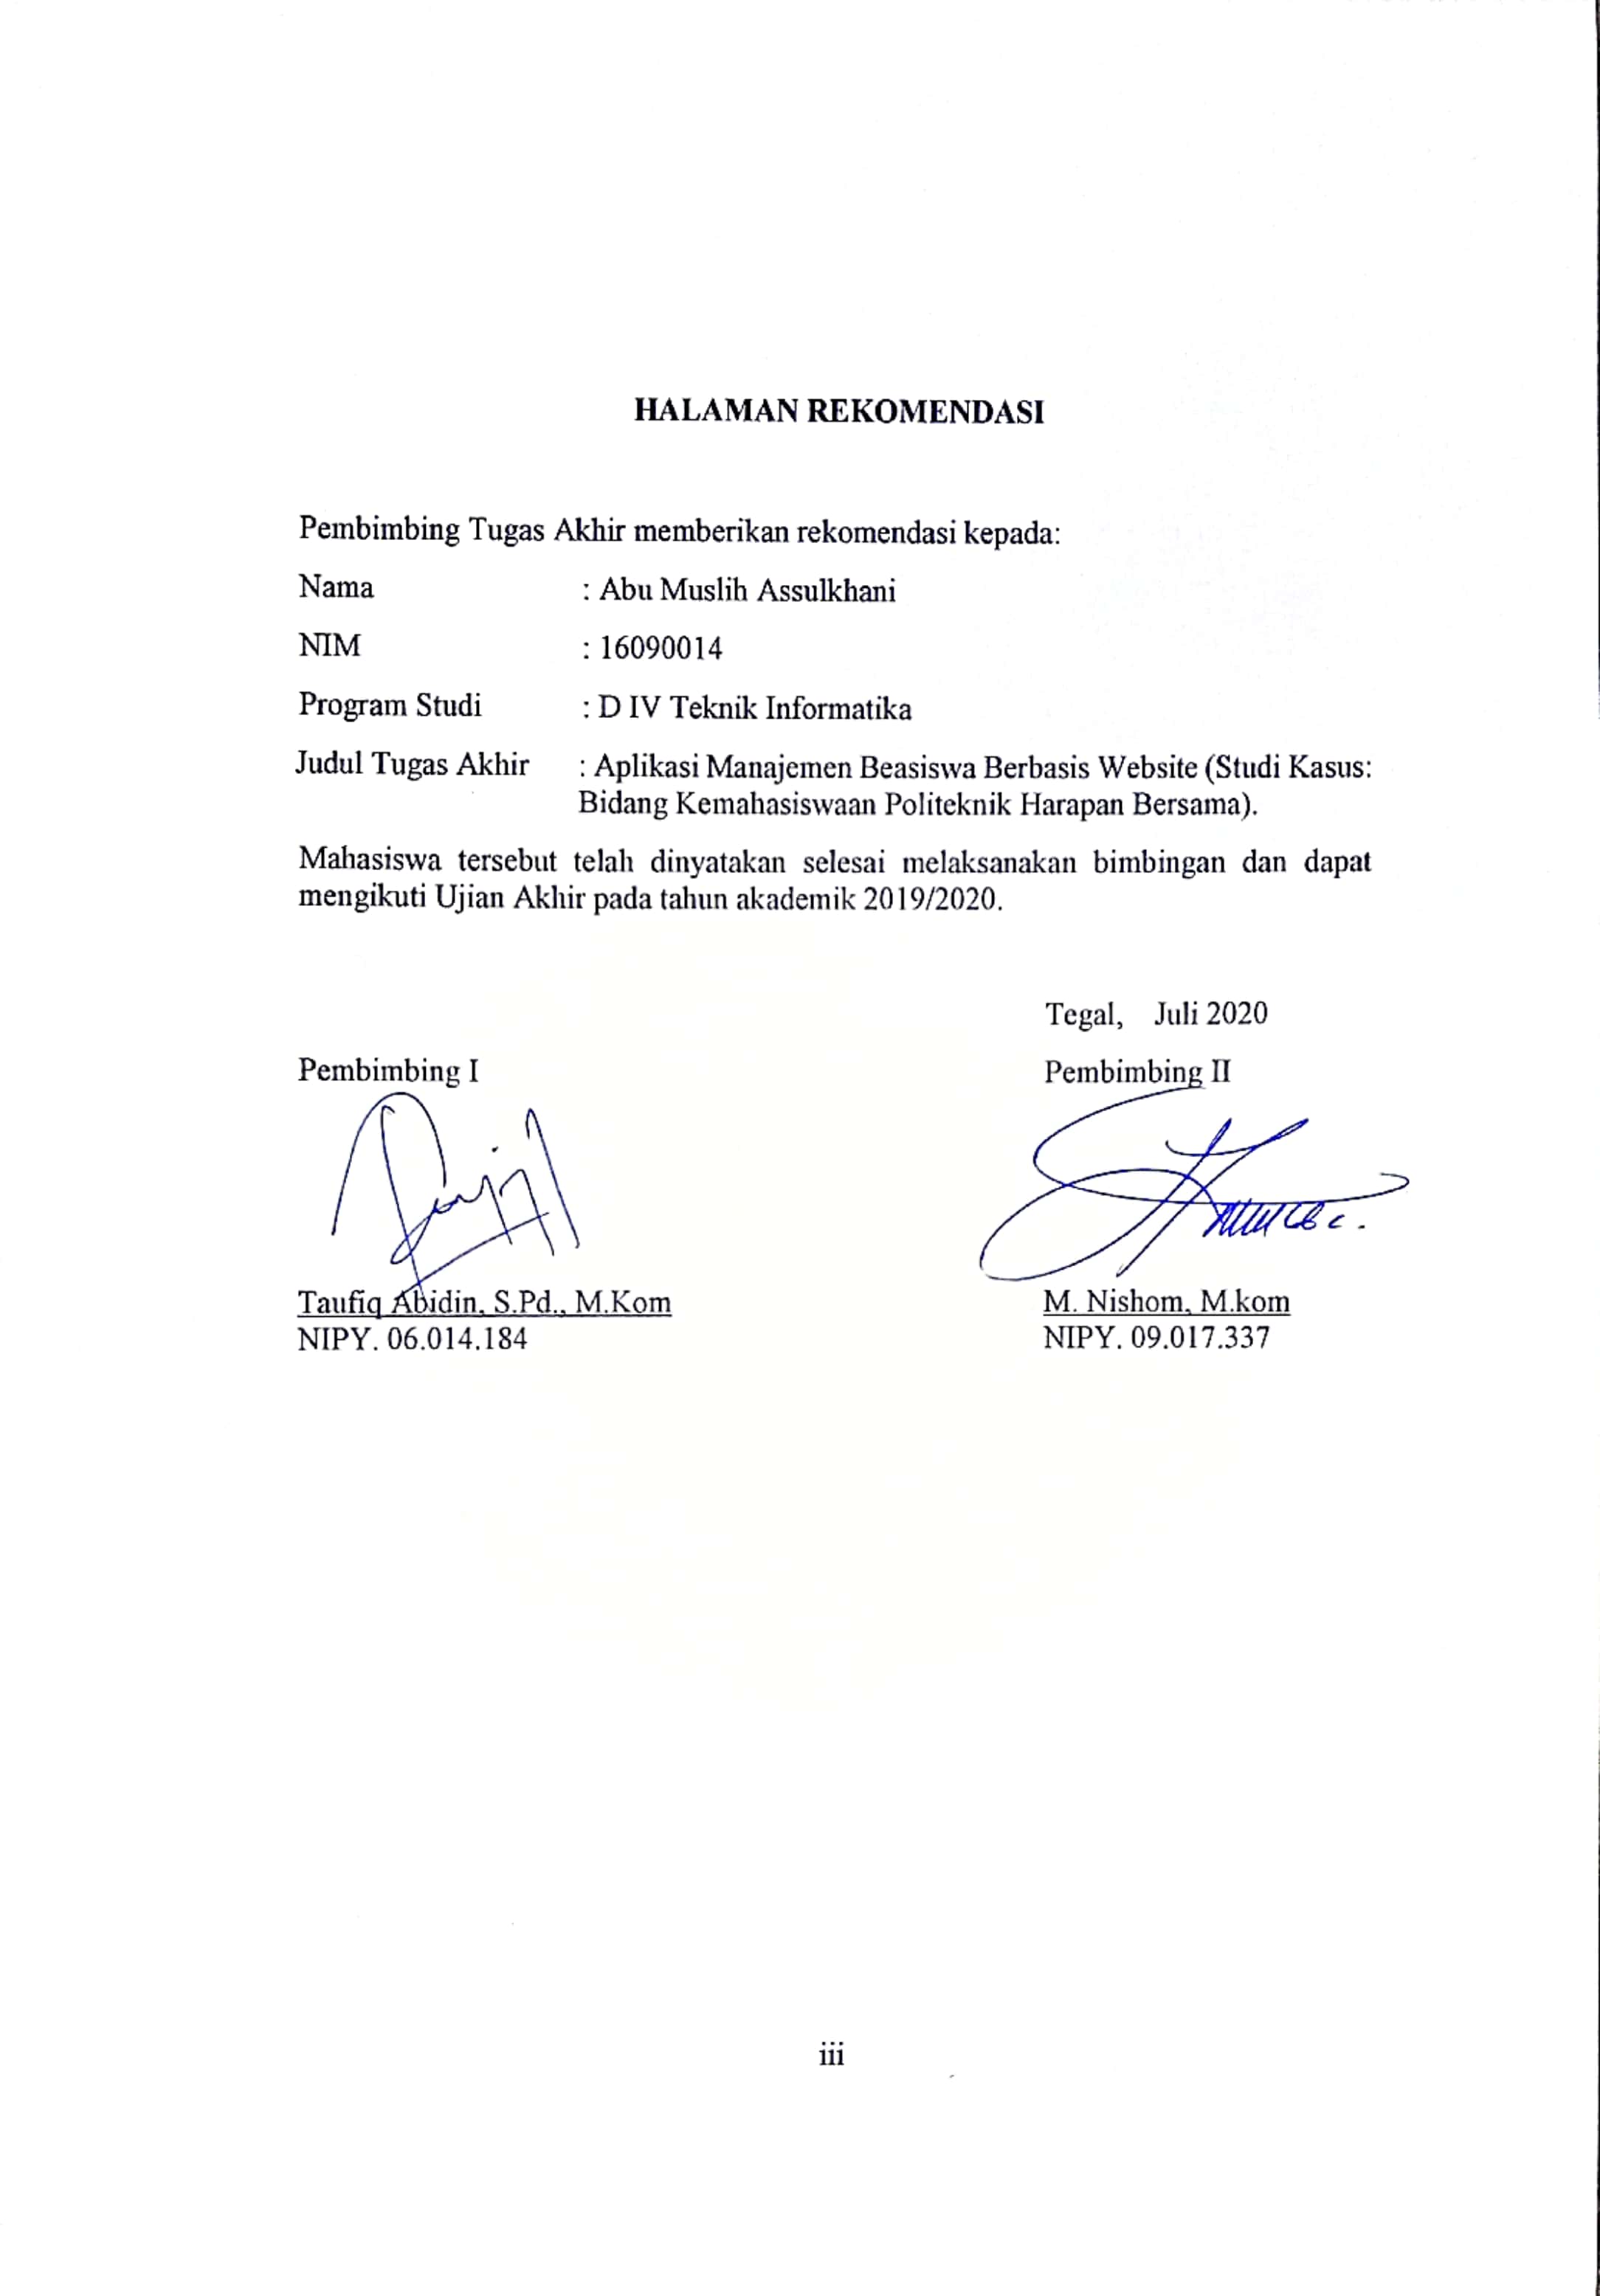 HALAMAN REKOMENDASI
Pembimbing Tugas Akhir memberikan rekomendasi kepada:
Nama : Abu Muslih Assulkhani
NIM : 16090014
Program Studi : D IV Teknik Informatika
Judul Tugas Akhir : Aplikasi Manajemen Beasiswa Berbasis Website (Studi Kasus:
Bidang Kemahasiswaan Politeknik Harapan Bersama).
Mahasiswa tersebut telah dinyatakan selesai melaksanakan bimbingan dan dapat
mengikuti Ujian Akhir pada tahun akademik 2019/2020.
Tegal, Juli 2020
Pembimbing I Pembimbing II
Taufiq Abidin, S.Pd., M.Kom M. Nishom, M.kom
NIPY. 06.014.184 NIPY. 09.017.337
iii